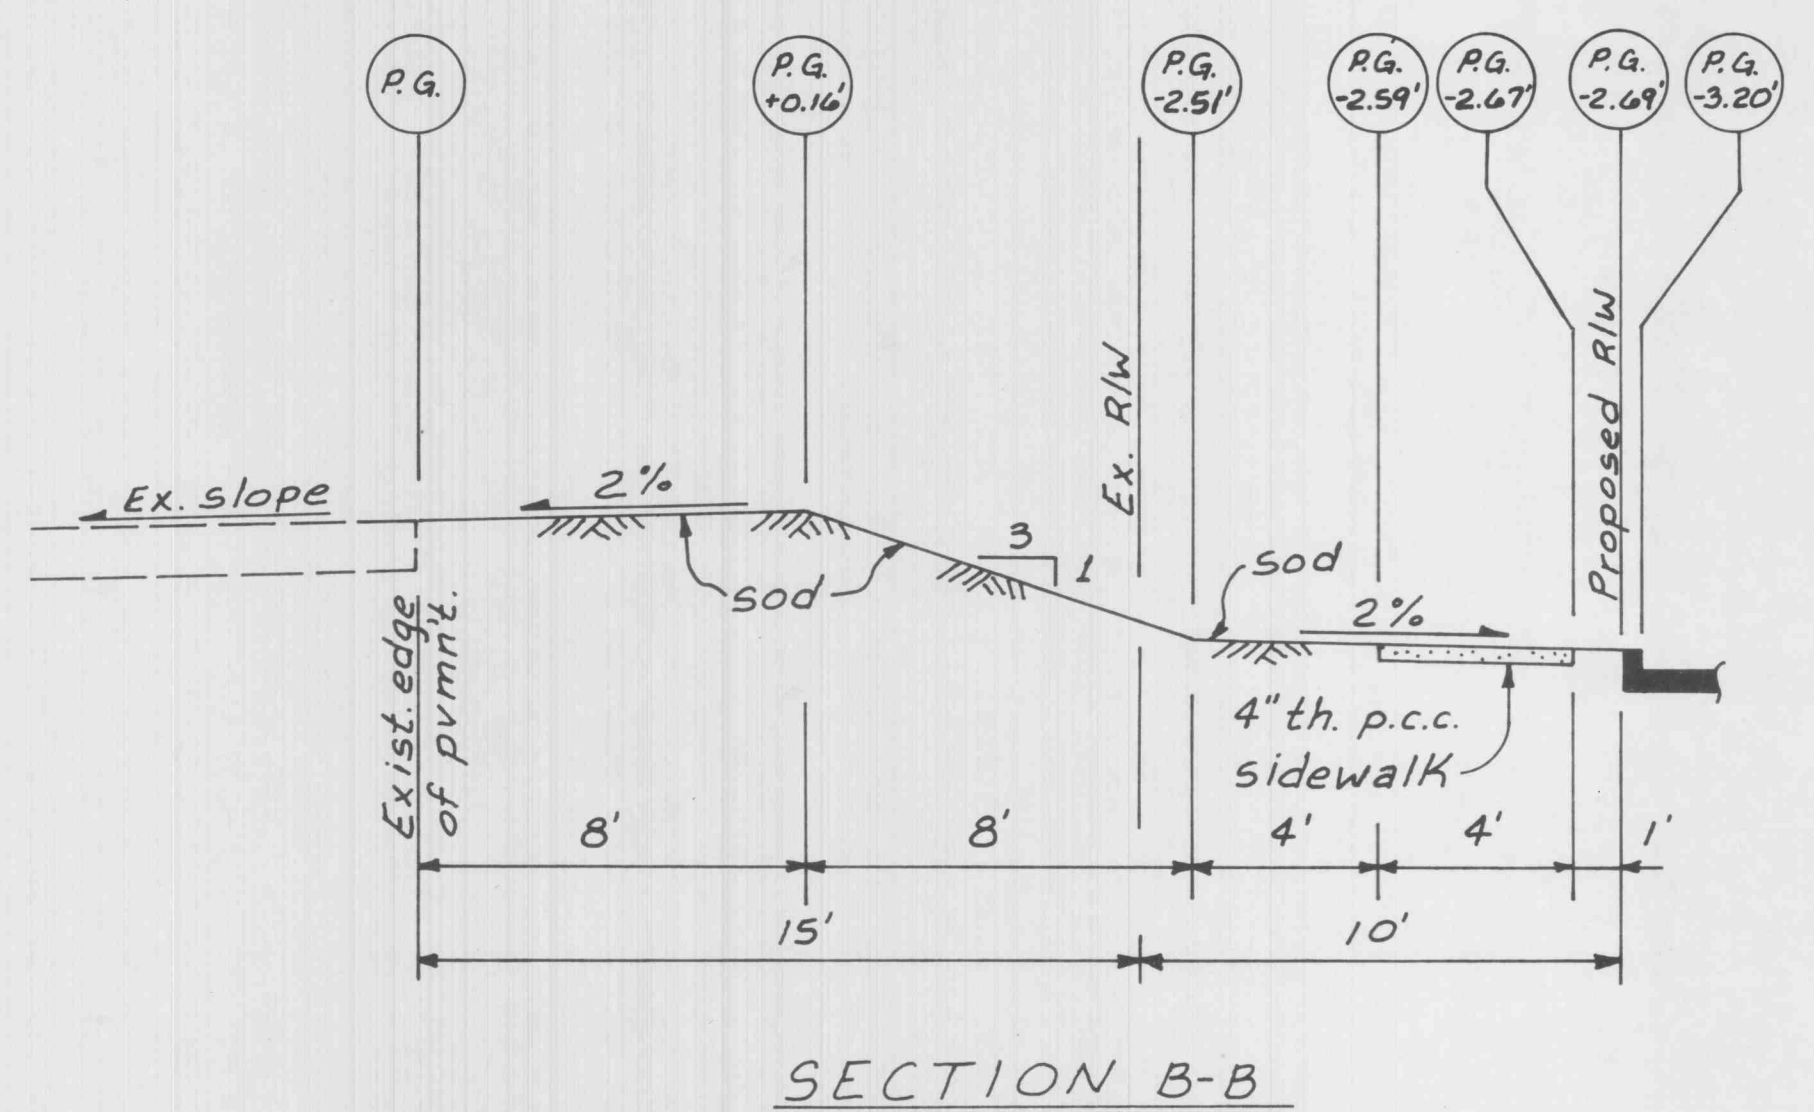 P.G.
P.G.
+0.16'
P.G.
-2.51'
P.G.
-2.59'
P.G.
-2.67'
P.G.
-2.69'
P.G.
-3.20'
Ex. R/W
Proposed R/W
Ex. slope
2%
3
1
sod
sod
2%
Exist. edge
of pvmn't.
4" th. p.c.c.
sidewalk
8'
8'
4'
4'
1'
15'
10'
SECTION B-B